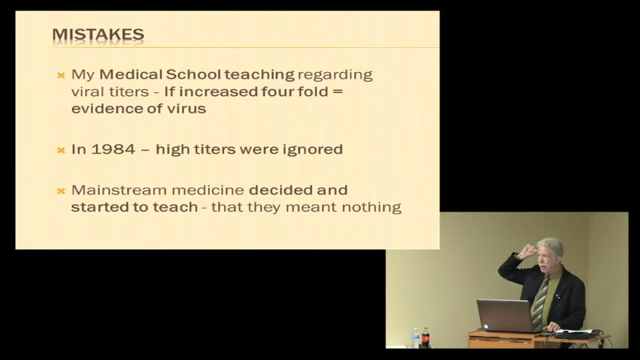 MISTAKES
My Medical School teaching regarding
viral titers - If increased four fold =
evidence of virus
In 1984 – high titers were ignored
Mainstream medicine decided and
started to teach - that they meant nothing